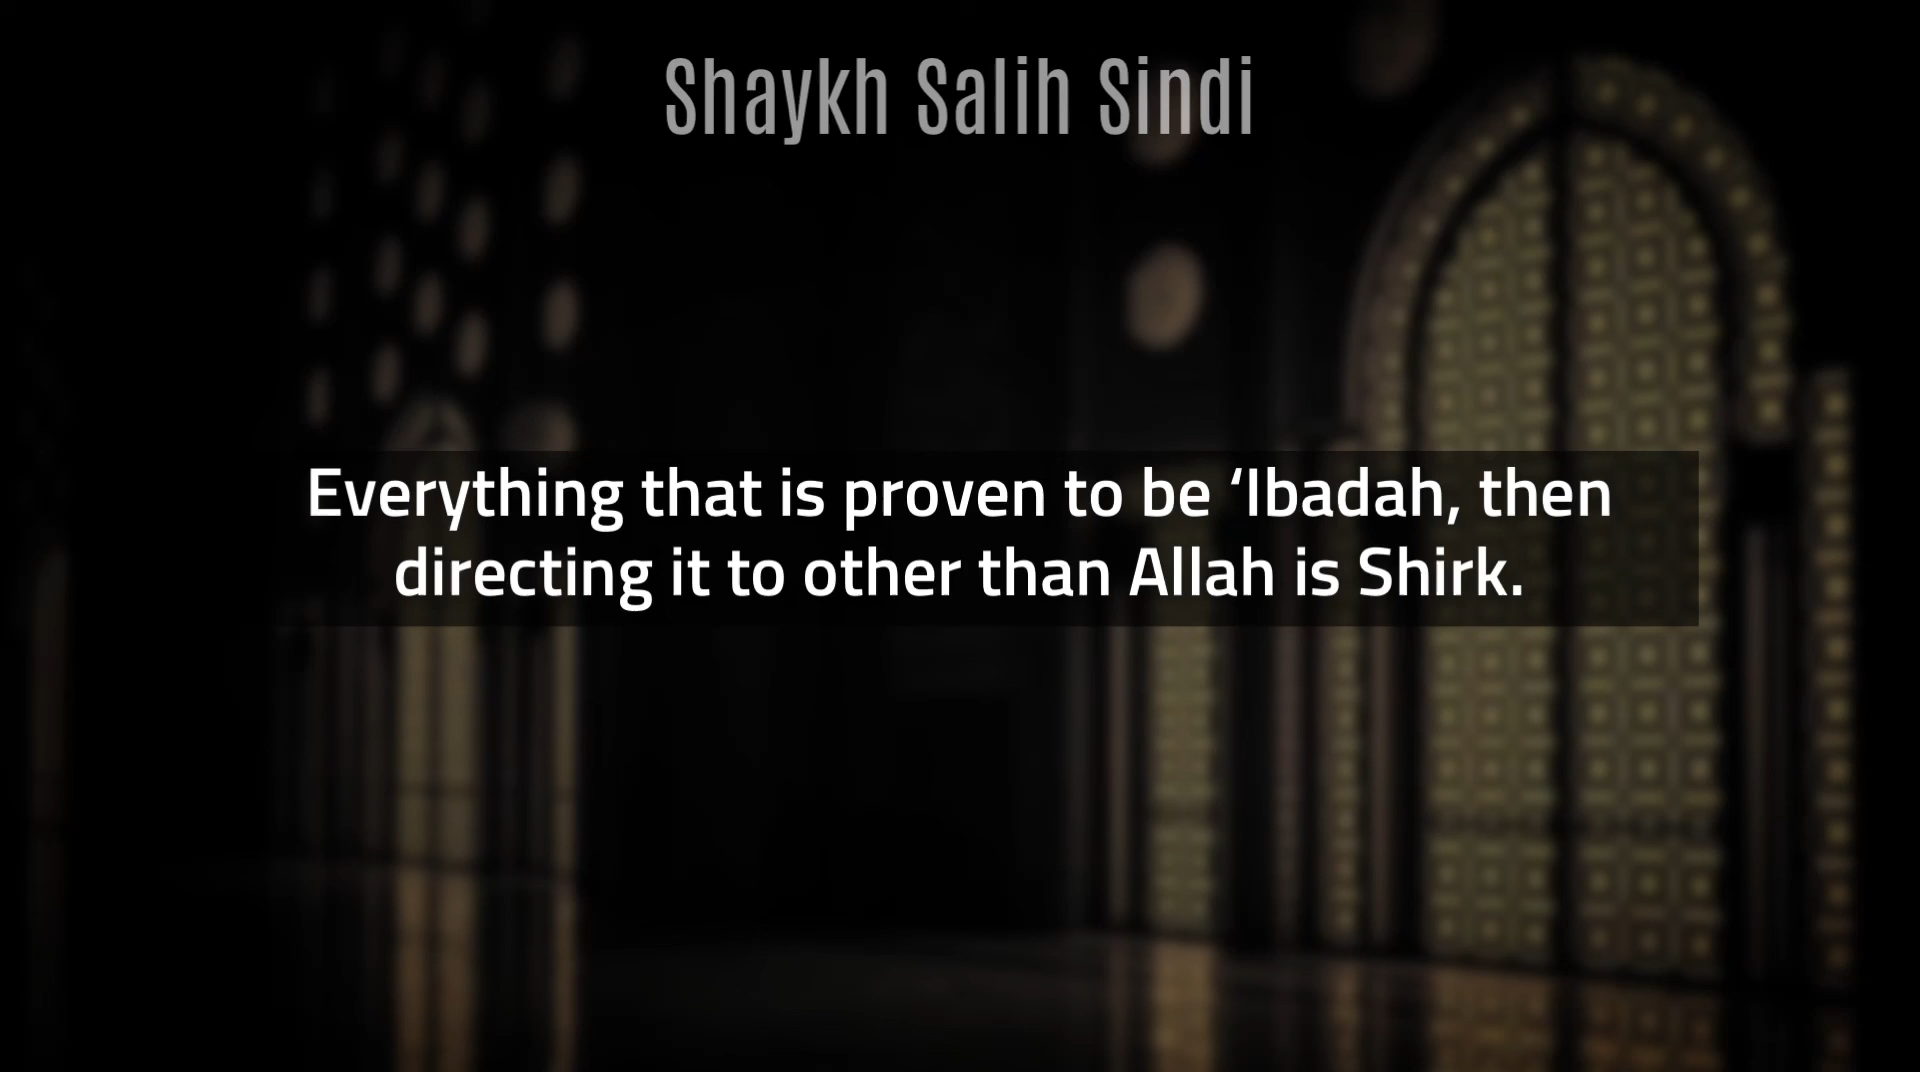 Shaykh Salih Sindi
Everything that is proven to be ‘Ibadah, then
directing it to other than Allah is Shirk.